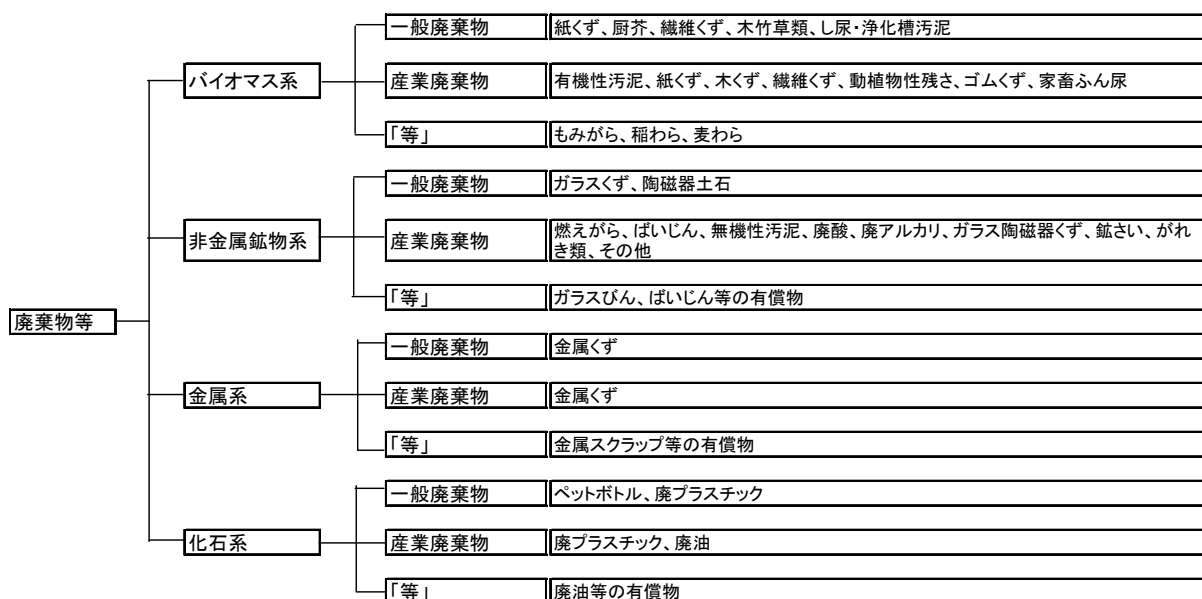 一般廃棄物
紙くず、厨芥、繊維くず、木竹草類、し尿・浄化槽汚泥
バイオマス系
産業廃棄物
有機性汚泥、紙くず、木くず、繊維くず、動植物性残さ、ゴムくず、家畜ふん尿
「等」
もみがら、稲わら、麦わら
一般廃棄物
ガラスくず、陶磁器土石
非金属鉱物系
産業廃棄物
燃えがら、ばいじん、無機性汚泥、廃酸、廃アルカリ、ガラス陶磁器くず、鉱さい、がれ
き類、その他
「等」
ガラスびん、ばいじん等の有償物
廃棄物等
一般廃棄物
金属くず
金属系
産業廃棄物
金属くず
「等」
金属スクラップ等の有償物
一般廃棄物
ペットボトル、廃プラスチック
化石系
産業廃棄物
廃プラスチック、廃油
「等」
廃油等の有償物